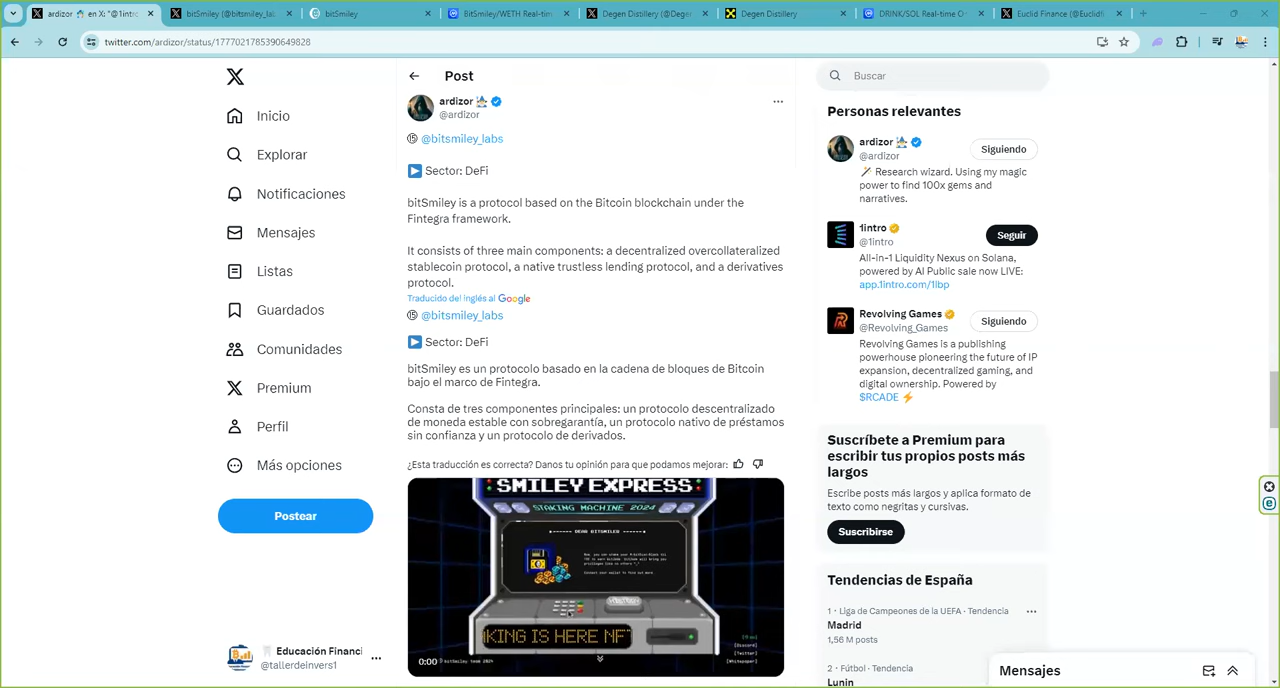 ardizor en X: "@1intro
bitSmiley (@bitsmiley_lal
bitSmiley
BitSmiley/WETH Real-tim
Degen Distillery (@Degen
Degen Distillery
DRINK/SOL Real-time C
Euclid Finance (@Euclid
twitter.com/ardizor/status/1777021785390649828
Inicio
Explorar
Notificaciones
Mensajes
Listas
Guardados
Comunidades
Premium
Perfil
Más opciones
Postear
Educación Financi
@tallerdeinvers1
Post
ardizor
@ardizor
⑮ @bitsmiley_labs
Sector: DeFi
bitSmiley is a protocol based on the Bitcoin blockchain under the
Fintegra framework.
It consists of three main components: a decentralized overcollateralized
stablecoin protocol, a native trustless lending protocol, and a derivatives
protocol.
Traducido del inglés al Google
⑮ @bitsmiley_labs
Sector: DeFi
bitSmiley es un protocolo basado en la cadena de bloques de Bitcoin
bajo el marco de Fintegra.
Consta de tres componentes principales: un protocolo descentralizado
de moneda estable con sobregarantía, un protocolo nativo de préstamos
sin confianza y un protocolo de derivados.
¿Esta traducción es correcta? Danos tu opinión para que podamos mejorar:
SMILEY EXPRESS
STAKING MACHINE 2024
DEAR BITSMILEY
KING IS HERE NF
0:00
bitSmiley team 2024
[Discord]
[Twitter]
[Whitepaper]
Buscar
Personas relevantes
ardizor
@ardizor
Siguiendo
Research wizard. Using my magic
power to find 100x gems and
narratives.
1intro
@1intro
Seguir
All-in-1 Liquidity Nexus on Solana,
powered by AI Public sale now LIVE:
app.1intro.com/1lbp
Revolving Games
@Revolving_Games
Siguiendo
Revolving Games is a publishing
powerhouse pioneering the future of IP
expansion, decentralized gaming, and
digital ownership. Powered by
$RCADE ⚡
Suscríbete a Premium para
escribir tus propios posts más
largos
Escribe posts más largos y aplica formato de
texto como negritas y cursivas.
Suscribirse
Tendencias de España
1 · Liga de Campeones de la UEFA · Tendencia
Madrid
1,56 M posts
2 · Fútbol · Tendencia
Lunin
Mensajes